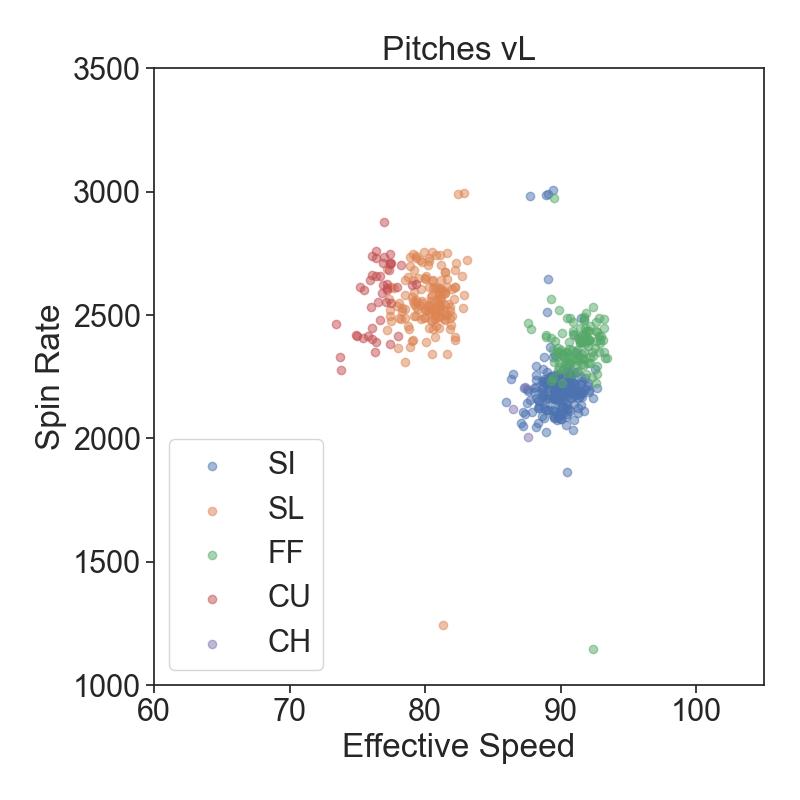 Pitches vL
3500
3000
2500
2000
1500
1000
Spin Rate
SI
SL
FF
CU
CH
60 70 80 90 100
Effective Speed